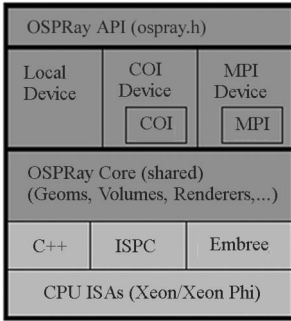 OSPRay API (ospray.h)
Local
Device
COI
Device
COI
MPI
Device
MPI
OSPRay Core (shared)
(Geoms, Volumes, Renderers,...)
C++
ISPC
Embree
CPU ISAs (Xeon/Xeon Phi)